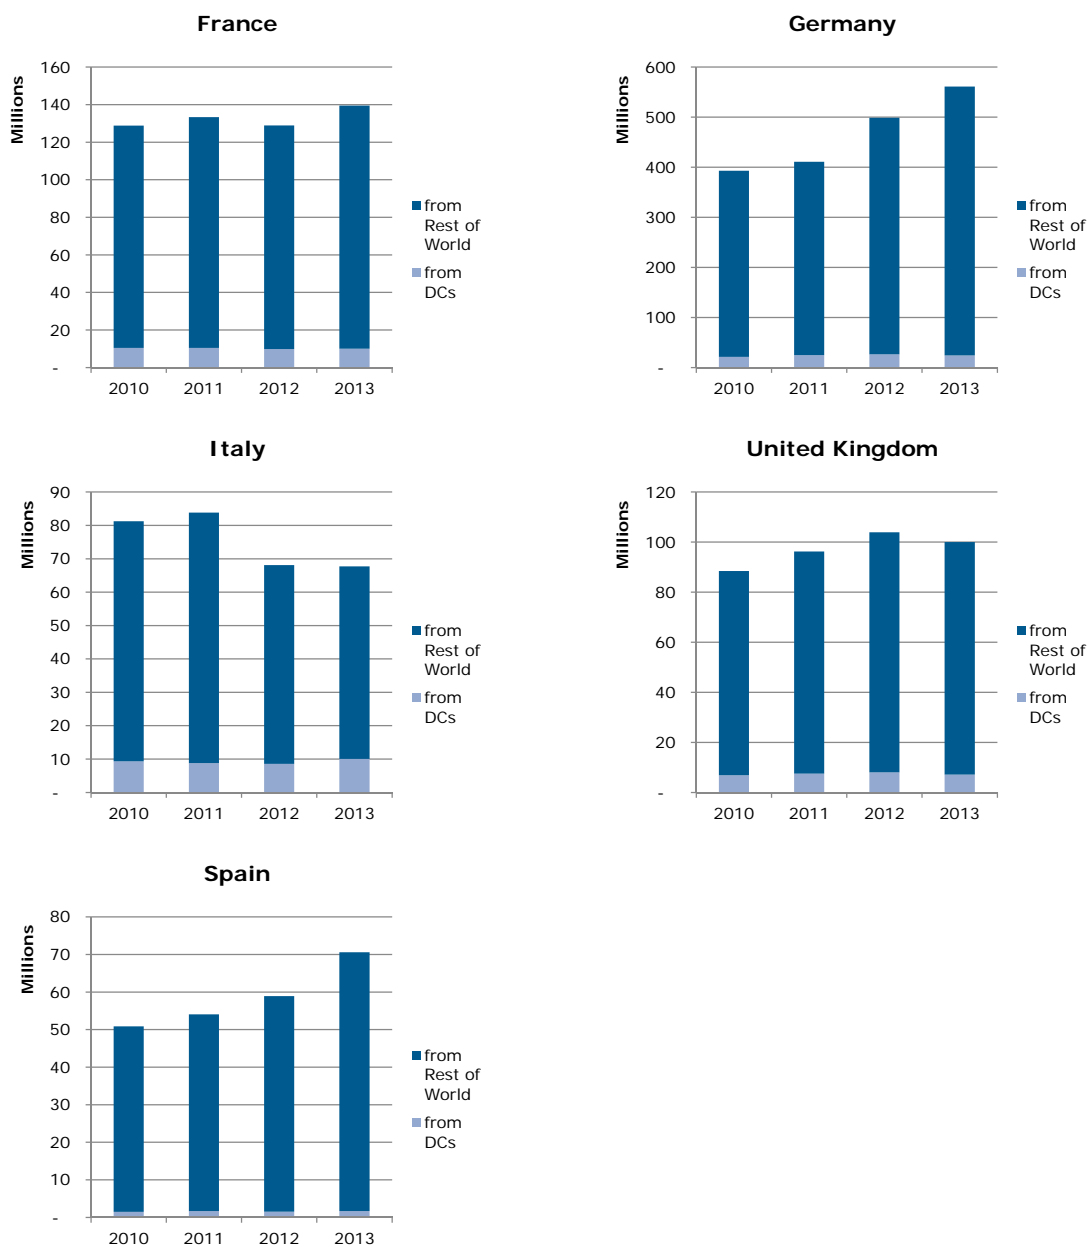 France
Millions
160
140
120
100
80
60
40
20
-
2010 2011 2012 2013
from
Rest of
World
from
DCs
Germany
Millions
600
500
400
300
200
100
-
2010 2011 2012 2013
from
Rest of
World
from
DCs
Italy
Millions
90
80
70
60
50
40
30
20
10
-
2010 2011 2012 2013
from
Rest of
World
from
DCs
United Kingdom
Millions
120
100
80
60
40
20
-
2010 2011 2012 2013
from
Rest of
World
from
DCs
Spain
Millions
80
70
60
50
40
30
20
10
-
2010 2011 2012 2013
from
Rest of
World
from
DCs